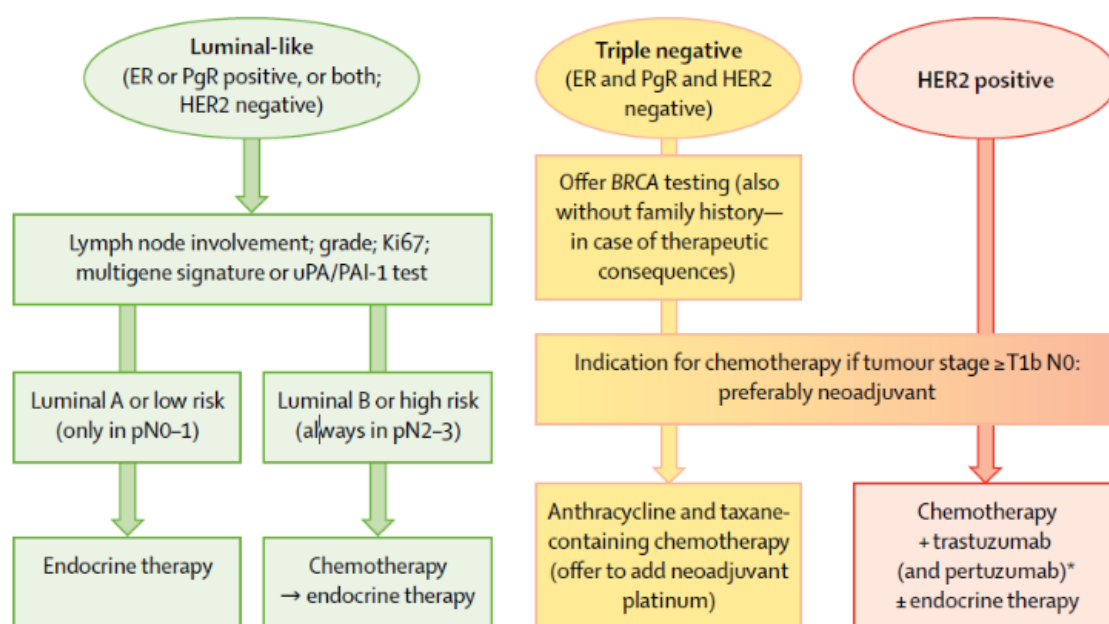 Luminal-like
(ER or PgR positive, or both;
HER2 negative)
Triple negative
(ER and PgR and HER2
negative)
HER2 positive
Offer BRCA testing (also
without family history—
in case of therapeutic
consequences)
Lymph node involvement; grade; Ki67;
multigene signature or uPA/PAI-1 test
Indication for chemotherapy if tumour stage ≥T1b N0:
preferably neoadjuvant
Luminal A or low risk
(only in pN0–1)
Luminal B or high risk
(always in pN2–3)
Endocrine therapy
Chemotherapy
→ endocrine therapy
Anthracycline and taxane-
containing chemotherapy
(offer to add neoadjuvant
platinum)
Chemotherapy
+ trastuzumab
(and pertuzumab)*
± endocrine therapy